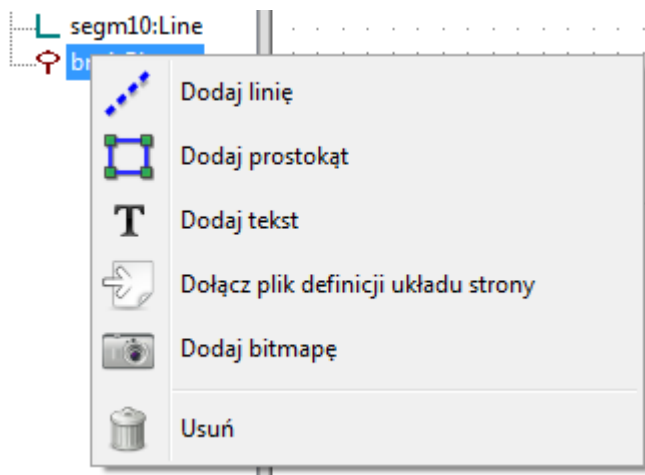 segm10:Line
Dodaj linię
Dodaj prostokąt
Dodaj tekst
Dołącz plik definicji układu strony
Dodaj bitmapę
Usuń